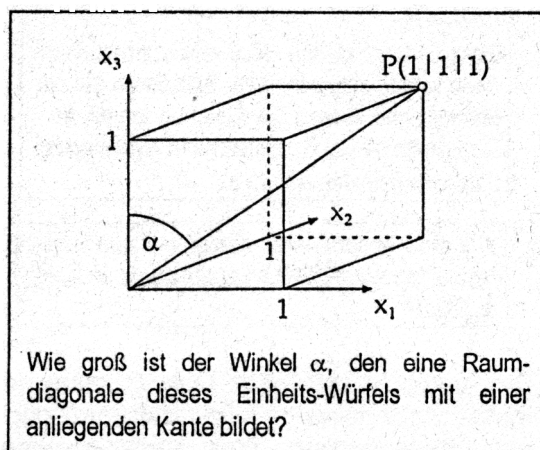 x₃
P(1|1|1)
1
α
x₂
1
1
x₁
Wie groß ist der Winkel α, den eine Raum-
diagonale dieses Einheits-Würfels mit einer
anliegenden Kante bildet?